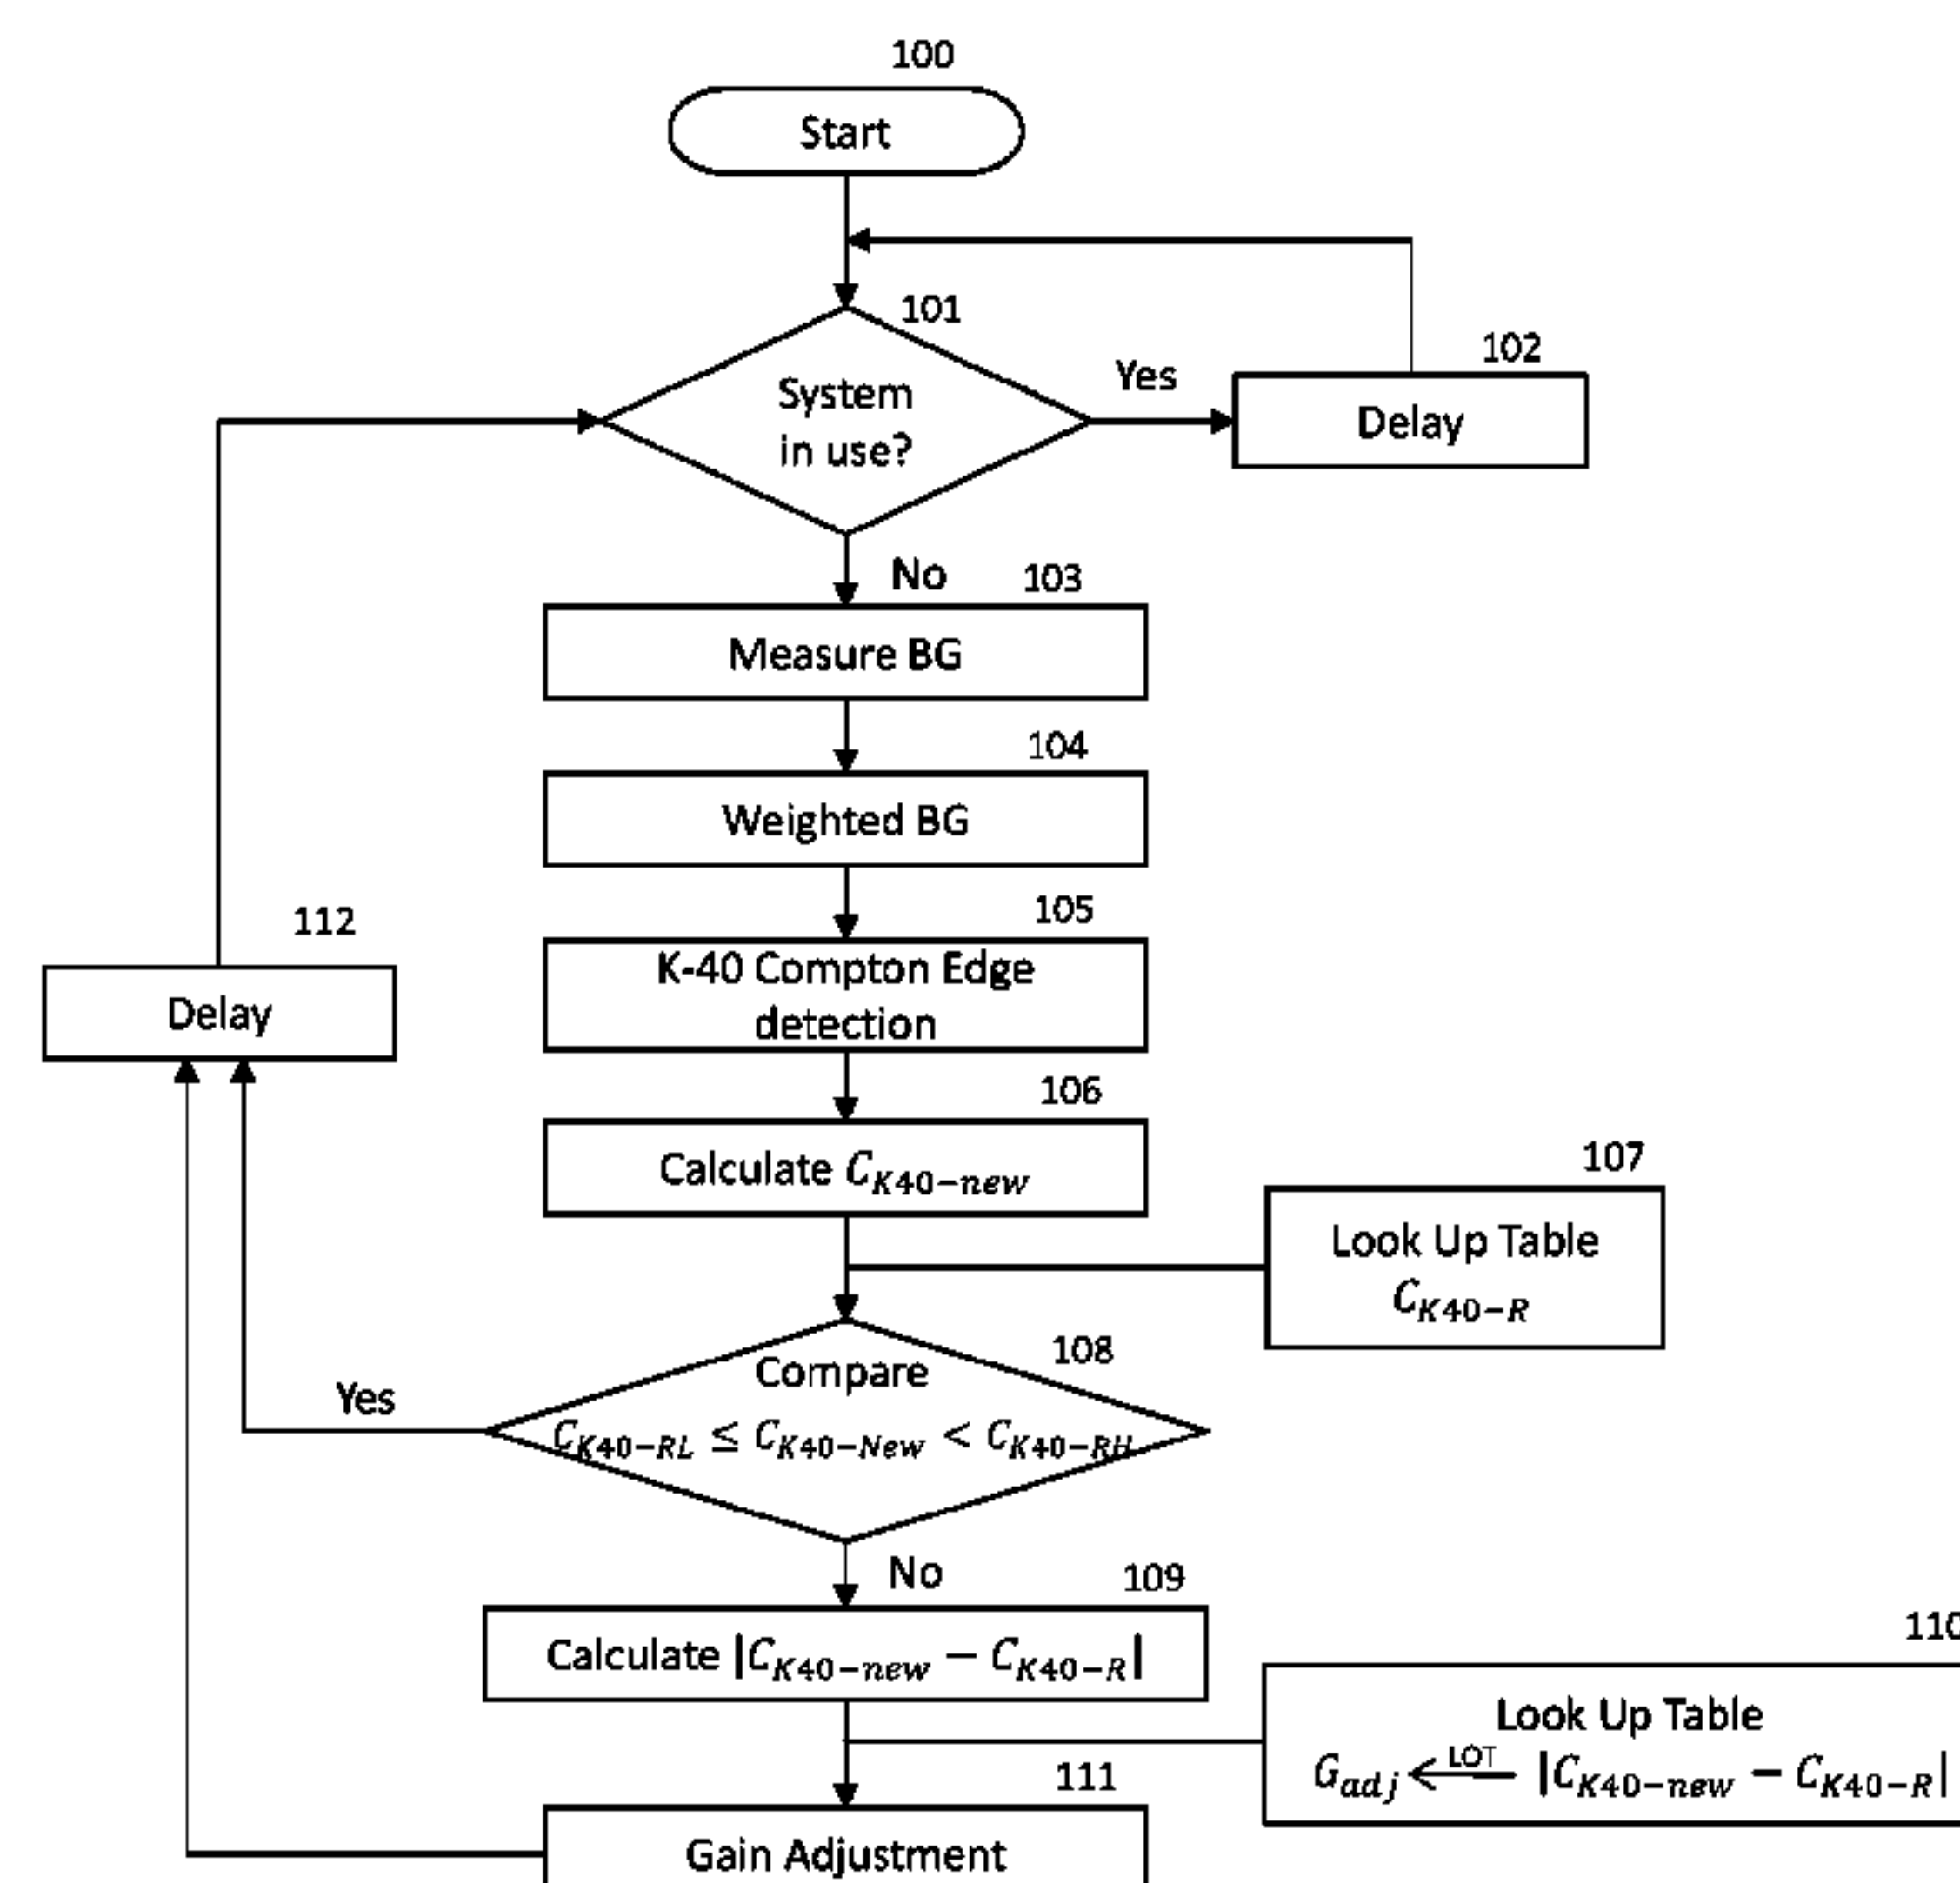 100
Start
101
System
in use?
Yes
102
Delay
No
103
Measure BG
104
Weighted BG
105
K-40 Compton Edge
detection
112
Delay
106
Calculate C_{K40-new}
107
Look Up Table
C_{K40-R}
108
Compare
C_{K40-RL} ≤ C_{K40-New} < C_{K40-RH}
Yes
No
109
Calculate |C_{K40-new} − C_{K40-R}|
110
Look Up Table
G_{adj} ← LOT |C_{K40-new} − C_{K40-R}|
111
Gain Adjustment